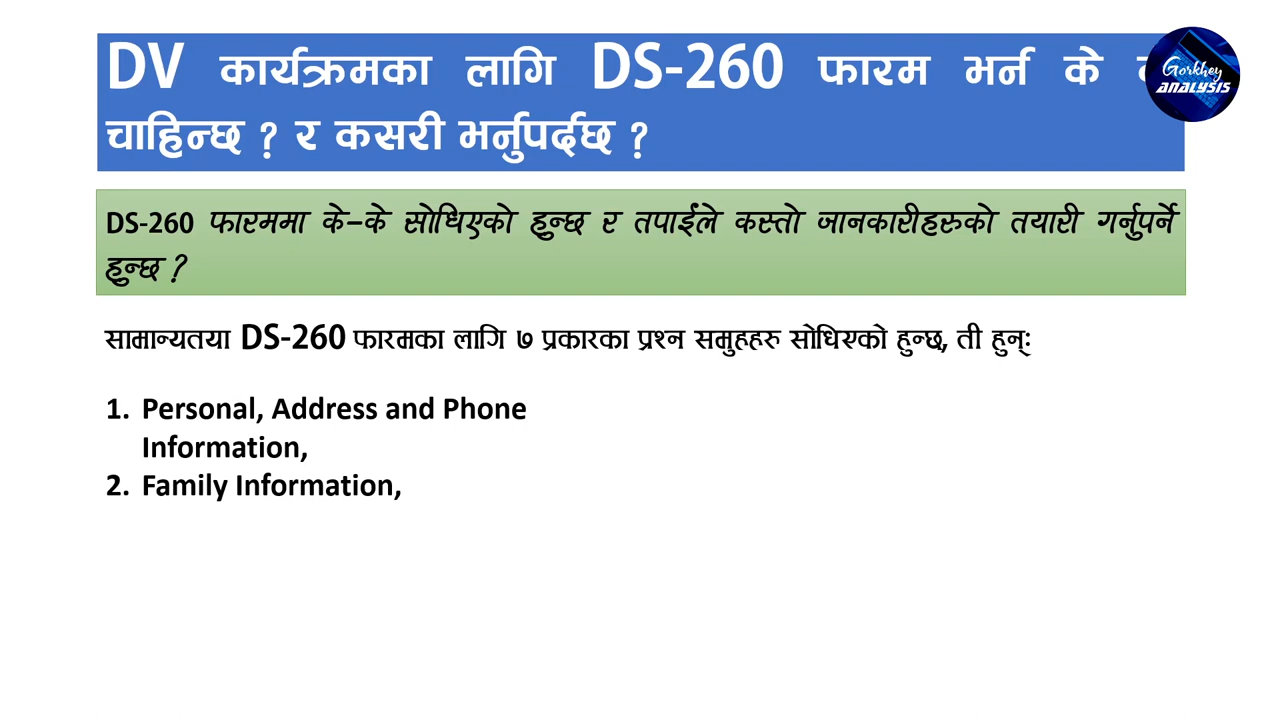 DV कार्यक्रमका लागि DS-260 फारम भर्न के
चाहिन्छ ? र कसरी भर्नुपर्दछ ?
Gorkhey
ANALYSIS
DS-260 फारममा के–के सोधिएको हुन्छ र तपाईंले कस्तो जानकारीहरुको तयारी गर्नुपर्ने
हुन्छ ?
सामान्यतया DS-260 फारमका लागि ७ प्रकारका प्रश्न समुहहरु सोधिएको हुन्छ, ती हुन्ः
1. Personal, Address and Phone
Information,
2. Family Information,